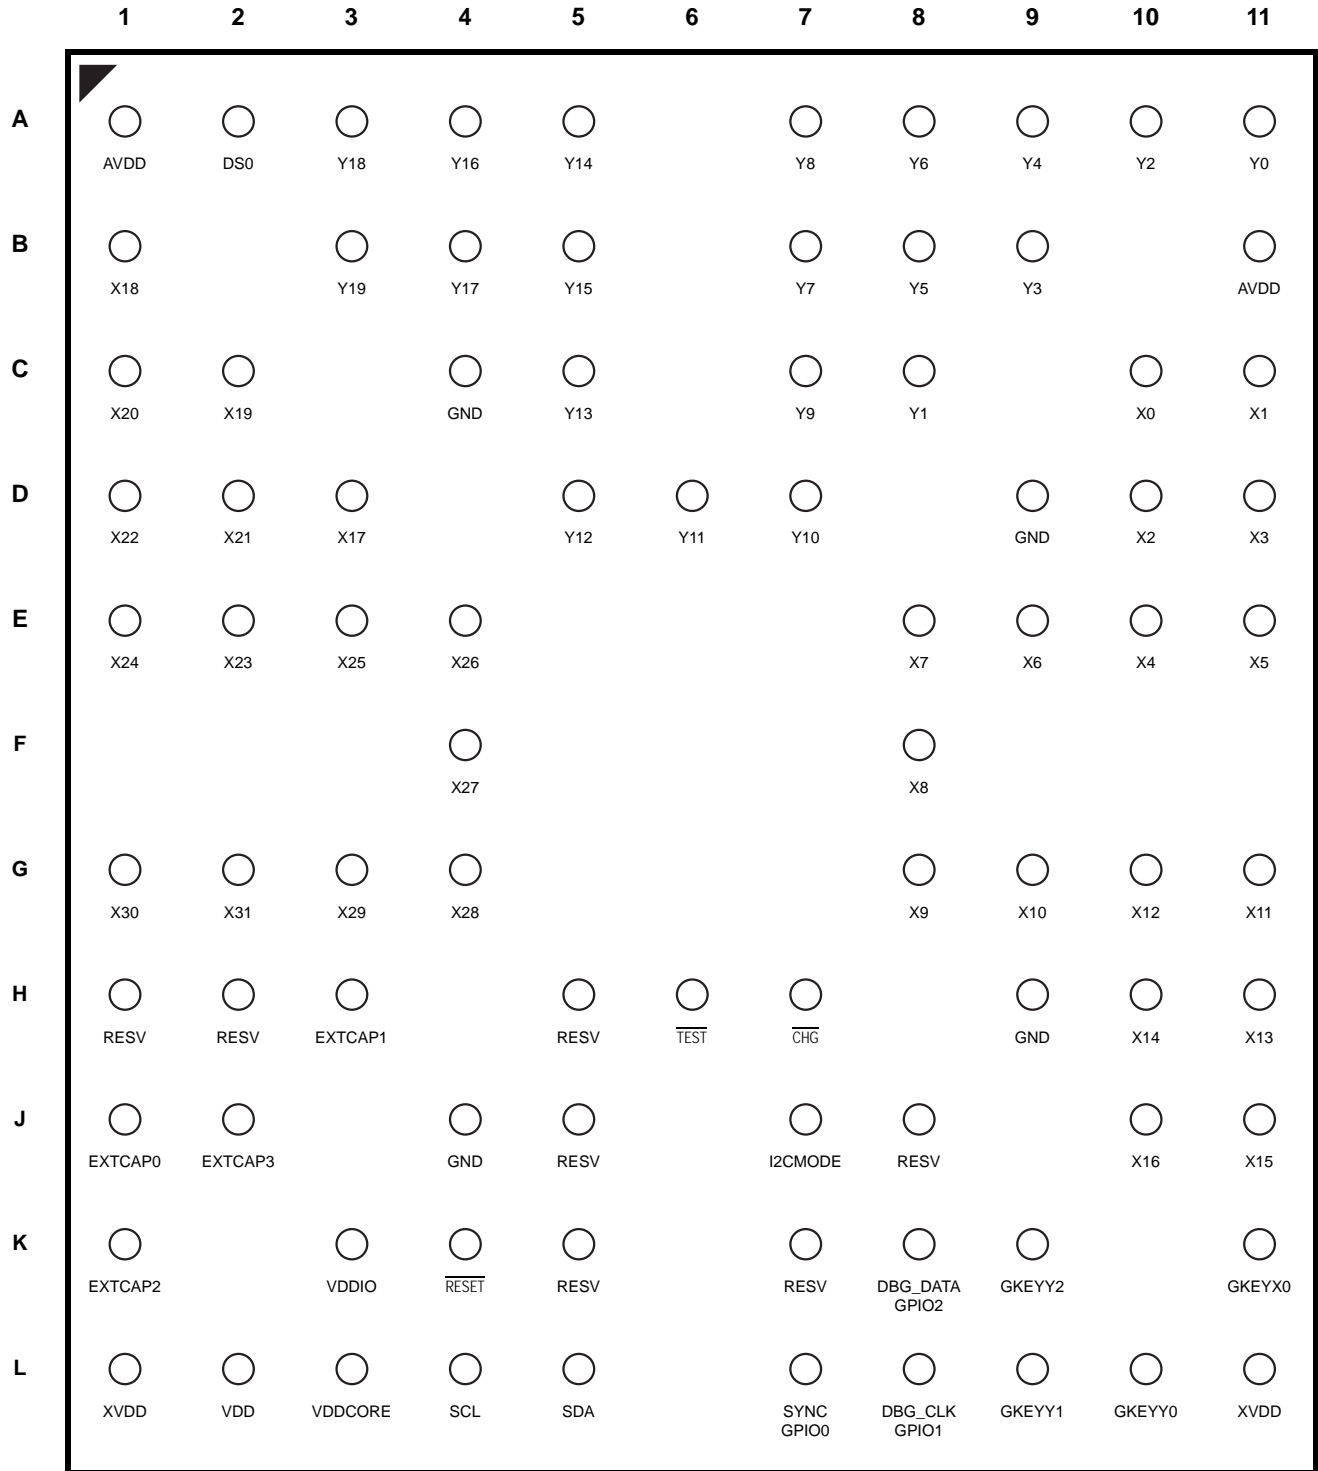 1 2 3 4 5 6 7 8 9 10 11
A
AVDD DS0 Y18 Y16 Y14 Y8 Y6 Y4 Y2 Y0
B
X18 Y19 Y17 Y15 Y7 Y5 Y3 AVDD
C
X20 X19 GND Y13 Y9 Y1 X0 X1
D
X22 X21 X17 Y12 Y11 Y10 GND X2 X3
E
X24 X23 X25 X26 X7 X6 X4 X5
F
X27 X8
G
X30 X31 X29 X28 X9 X10 X12 X11
H
RESV RESV EXTCAP1 RESV TEST CHG GND X14 X13
J
EXTCAP0 EXTCAP3 GND RESV I2CMODE RESV X16 X15
K
EXTCAP2 VDDIO RESET RESV RESV DBG_DATA GKEYY2 GKEYX0
GPIO2
L
XVDD VDD VDDCORE SCL SDA SYNC DBG_CLK GKEYY1 GKEYY0 XVDD
GPIO0 GPIO1